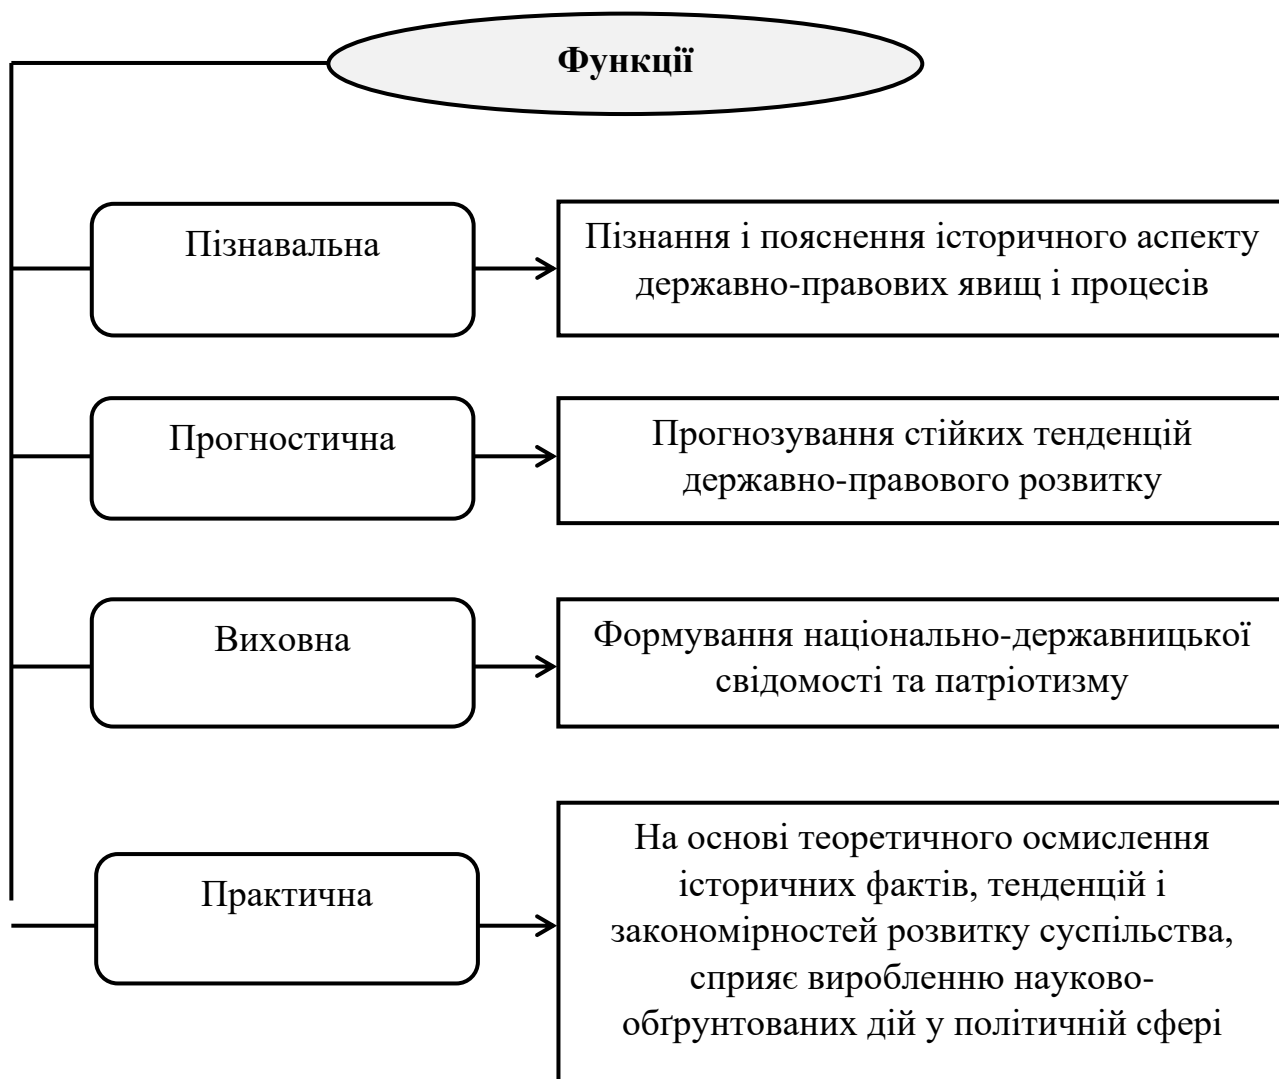 Функції
Пізнавальна
Пізнання і пояснення історичного аспекту
державно-правових явищ і процесів
Прогностична
Прогнозування стійких тенденцій
державно-правового розвитку
Виховна
Формування національно-державницької
свідомості та патріотизму
Практична
На основі теоретичного осмислення
історичних фактів, тенденцій і
закономірностей розвитку суспільства,
сприяє виробленню науково-
обґрунтованих дій у політичній сфері